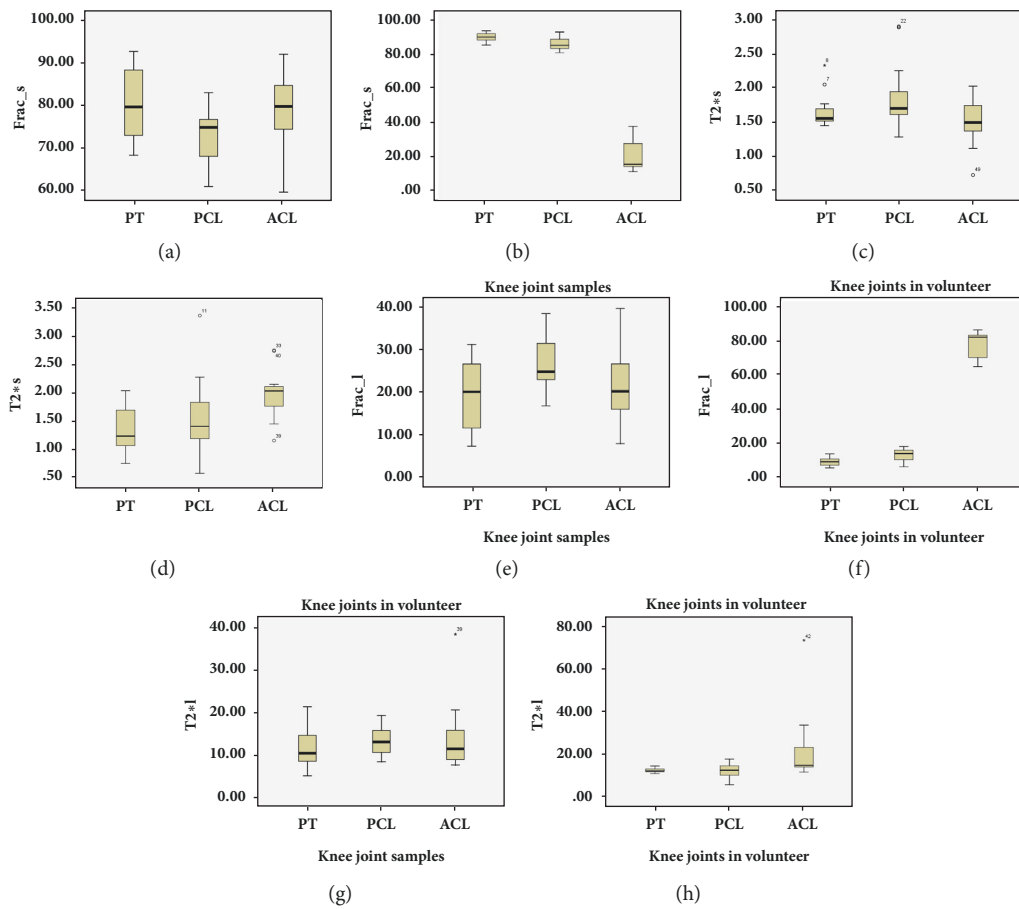 100.00
90.00
80.00
70.00
60.00
Frac_s
PT PCL ACL
(a)
100.00
80.00
60.00
40.00
20.00
.00
Frac_s
PT PCL ACL
(b)
3.00
2.50
2.00
1.50
1.00
0.50
T2*s
22
8
7
48
PT PCL ACL
(c)
3.50
3.00
2.50
2.00
1.50
1.00
.50
T2*s
11
33
40
39
PT PCL ACL
(d)
Knee joint samples
40.00
30.00
20.00
10.00
0.00
Frac_l
PT PCL ACL
Knee joint samples
(e)
Knee joints in volunteer
100.00
80.00
60.00
40.00
20.00
.00
Frac_l
PT PCL ACL
Knee joints in volunteer
(f)
Knee joints in volunteer
40.00
30.00
20.00
10.00
0.00
T2*l
39
PT PCL ACL
Knee joint samples
(g)
Knee joints in volunteer
80.00
60.00
40.00
20.00
.00
T2*l
42
PT PCL ACL
Knee joints in volunteer
(h)